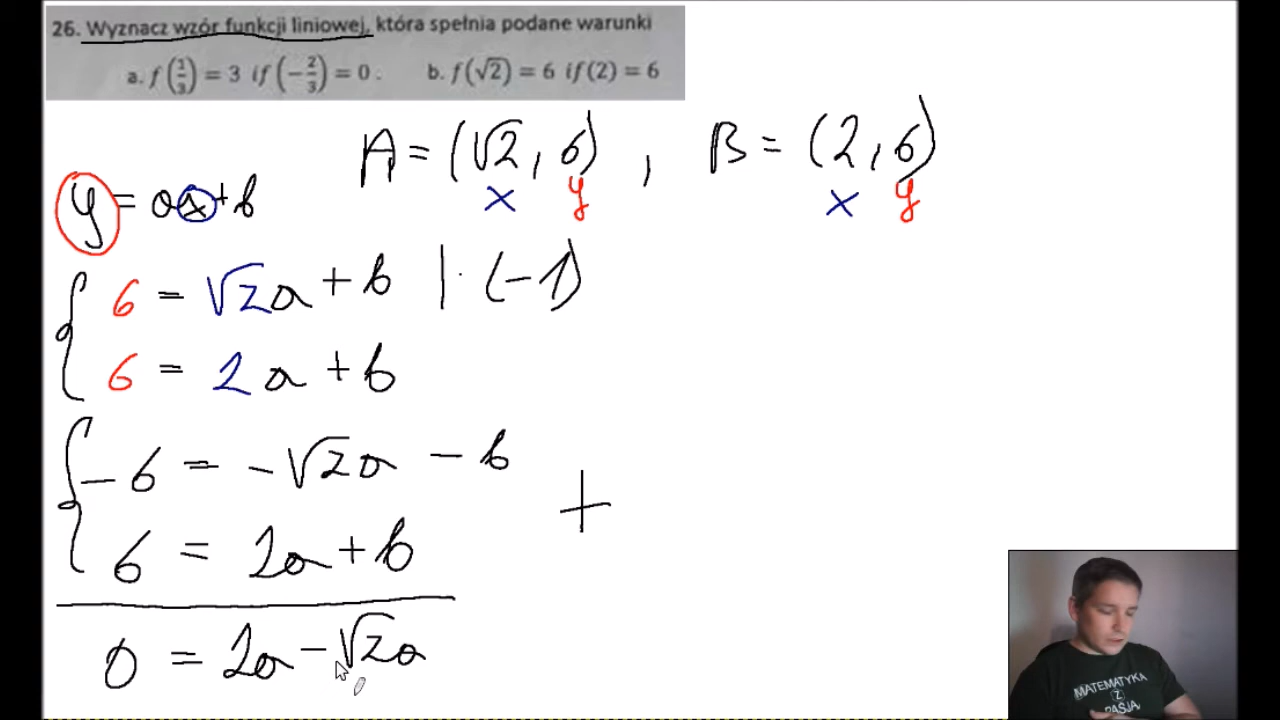 26. Wyznacz wzór funkcji liniowej, która spełnia podane warunki
a. f(1/3) = 3 i f(-2/3) = 0. b. f(√2) = 6 i f(2) = 6
A = (√2, 6), B = (2, 6)
x y x y
y = ax + b
6 = √2a + b |·(-1)
6 = 2a + b
-6 = -√2a - b
+
6 = 2a + b
0 = 2a - √2a
MATEMATYKA
Z
PASJĄ